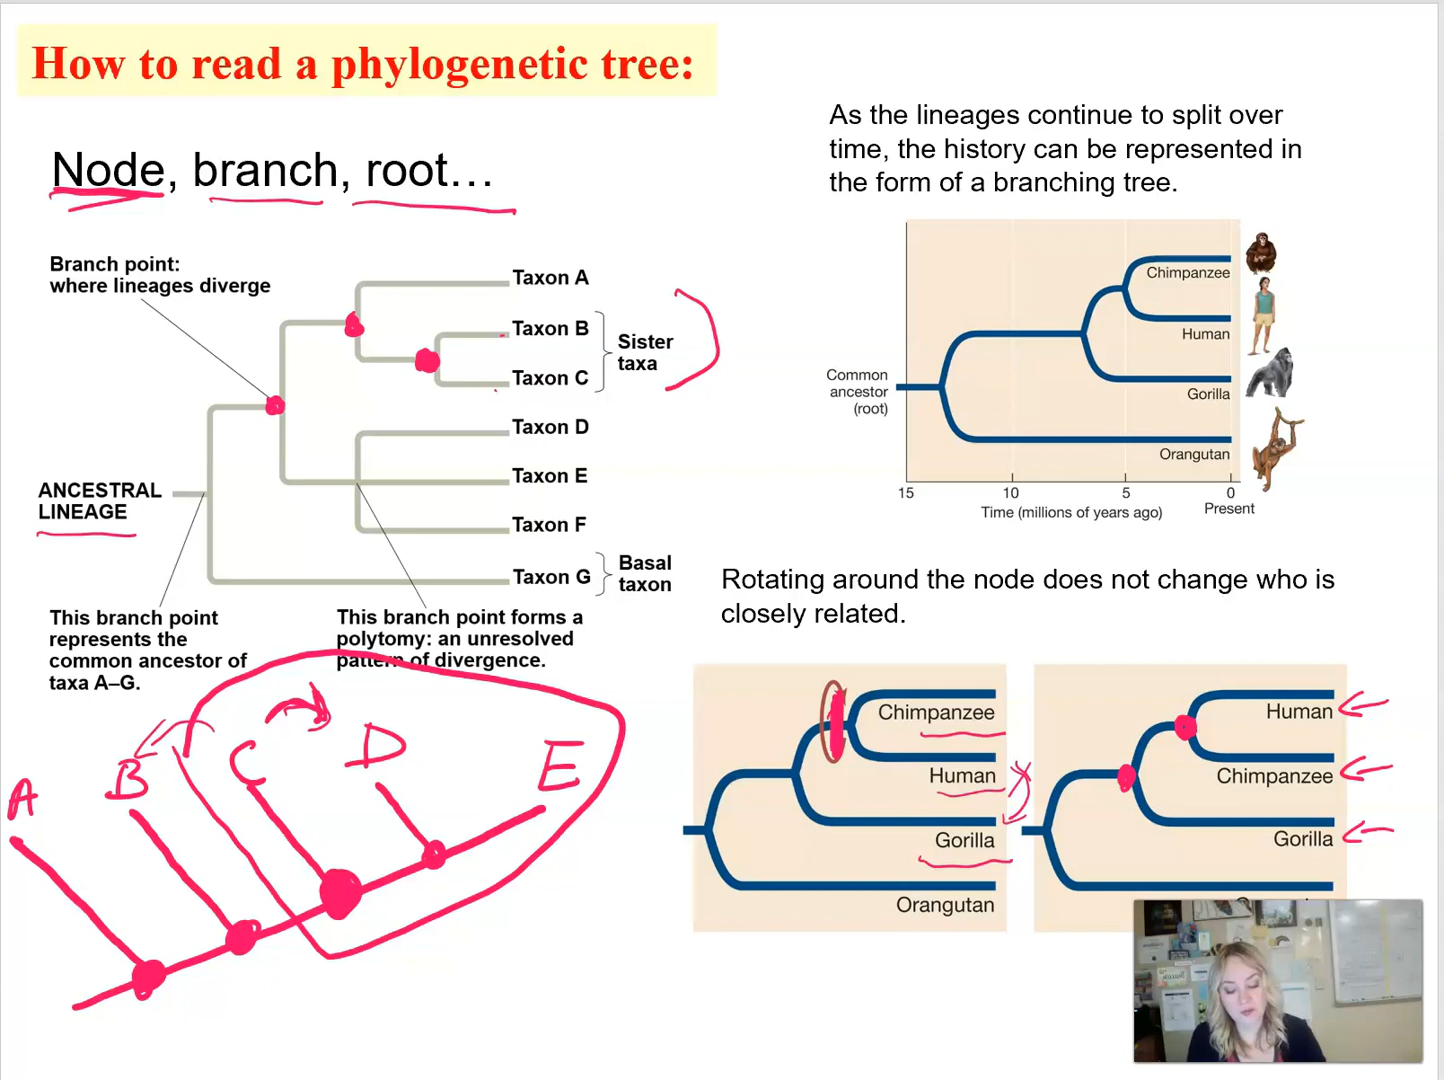 How to read a phylogenetic tree:
Node, branch, root…
As the lineages continue to split over
time, the history can be represented in
the form of a branching tree.
Branch point:
where lineages diverge
Taxon A
Taxon B
Taxon C
Sister
taxa
Taxon D
Taxon E
Taxon F
Taxon G
Basal
taxon
ANCESTRAL
LINEAGE
This branch point
represents the
common ancestor of
taxa A–G.
This branch point forms a
polytomy: an unresolved
pattern of divergence.
Chimpanzee
Human
Gorilla
Orangutan
Common
ancestor
(root)
15 10 5 0
Present
Time (millions of years ago)
Rotating around the node does not change who is
closely related.
A B C D E
Chimpanzee
Human
Gorilla
Orangutan
Human
Chimpanzee
Gorilla